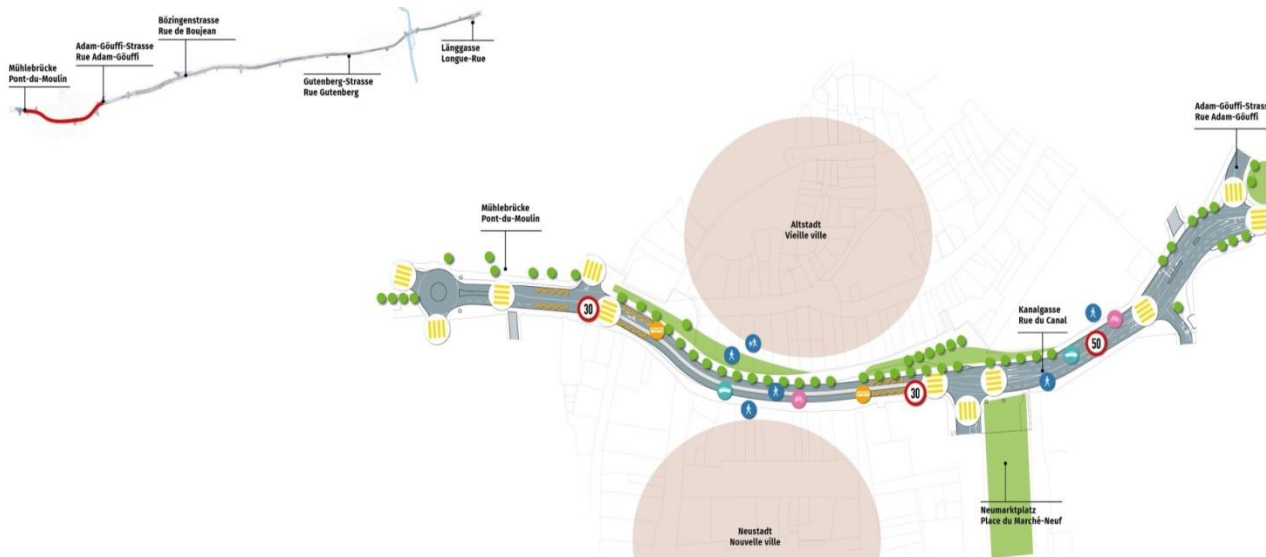 Bözingenstrasse
Rue de Boujean
Adam-Göuffi-Strasse
Rue Adam-Göuffi
Mühlebrücke
Pont-du-Moulin
Länggasse
Longue-Rue
Gutenberg-Strasse
Rue Gutenberg
Adam-Göuffi-Strass
Rue Adam-Göuffi
Mühlebrücke
Pont-du-Moulin
Altstadt
Vieille ville
30
Kanalgasse
Rue du Canal
50
30
Neumarktplatz
Place du Marché-Neuf
Neustadt
Nouvelle ville